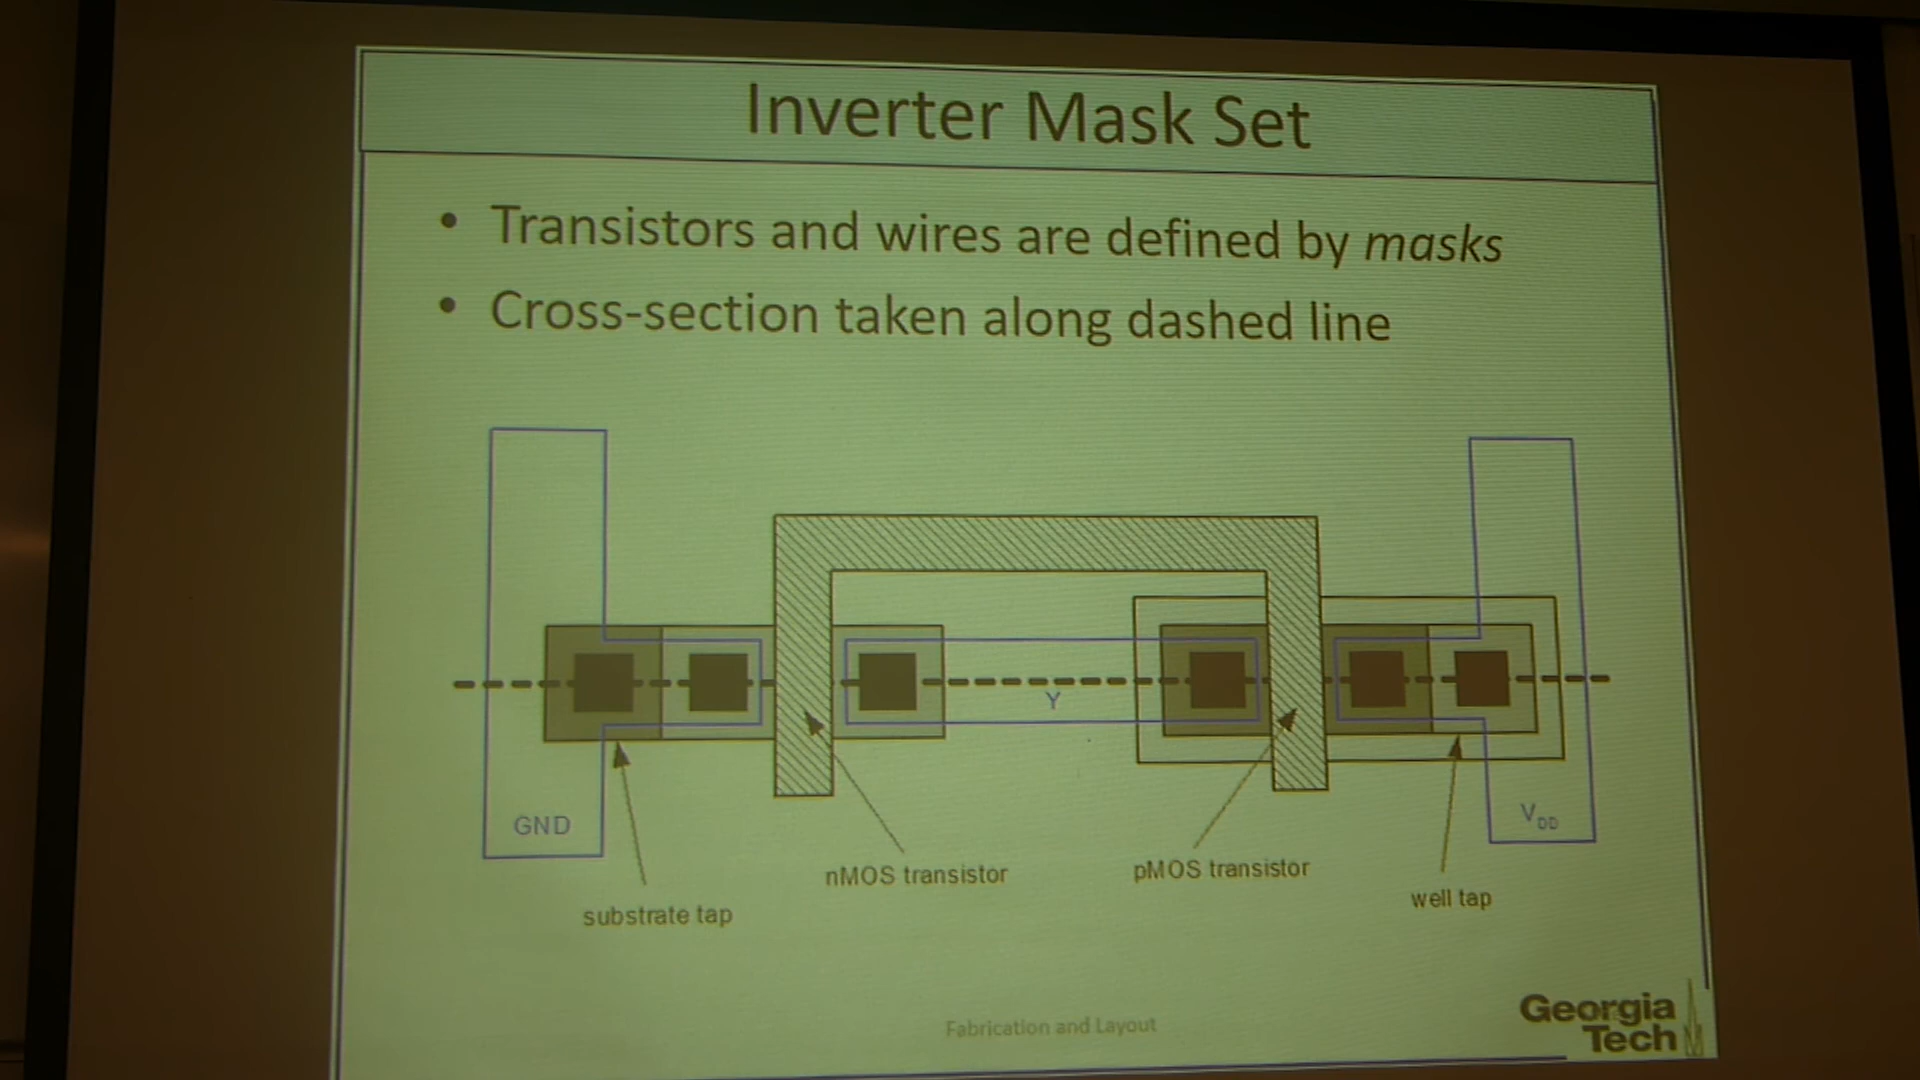 Inverter Mask Set
• Transistors and wires are defined by masks
• Cross-section taken along dashed line
Y
GND
V_DD
nMOS transistor
pMOS transistor
substrate tap
well tap
Fabrication and Layout
Georgia
Tech